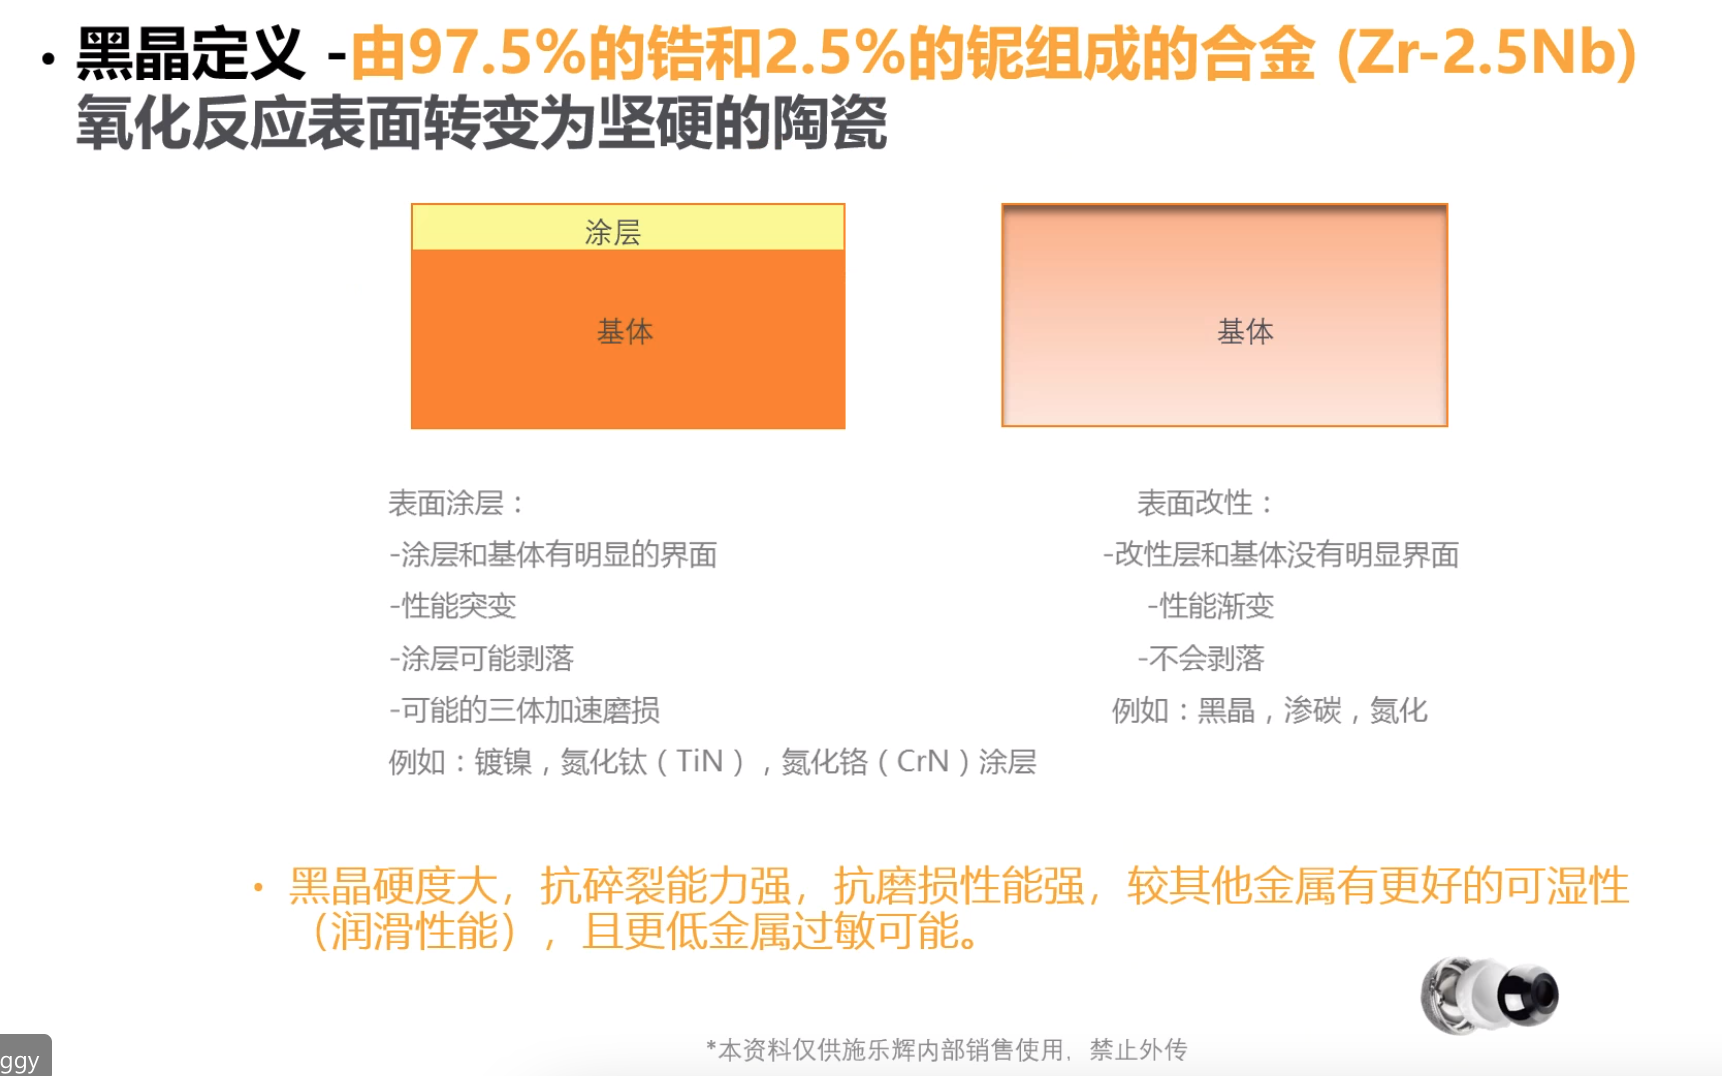 • 黑晶定义 -由97.5%的锆和2.5%的铌组成的合金 (Zr-2.5Nb)
氧化反应表面转变为坚硬的陶瓷
涂层
基体
基体
表面涂层：
-涂层和基体有明显的界面
-性能突变
-涂层可能剥落
-可能的三体加速磨损
例如：镀镍，氮化钛（TiN），氮化铬（CrN）涂层
表面改性：
-改性层和基体没有明显界面
-性能渐变
-不会剥落
例如：黑晶，渗碳，氮化
• 黑晶硬度大，抗碎裂能力强，抗磨损性能强，较其他金属有更好的可湿性
（润滑性能），且更低金属过敏可能。
*本资料仅供施乐辉内部销售使用，禁止外传
ggy